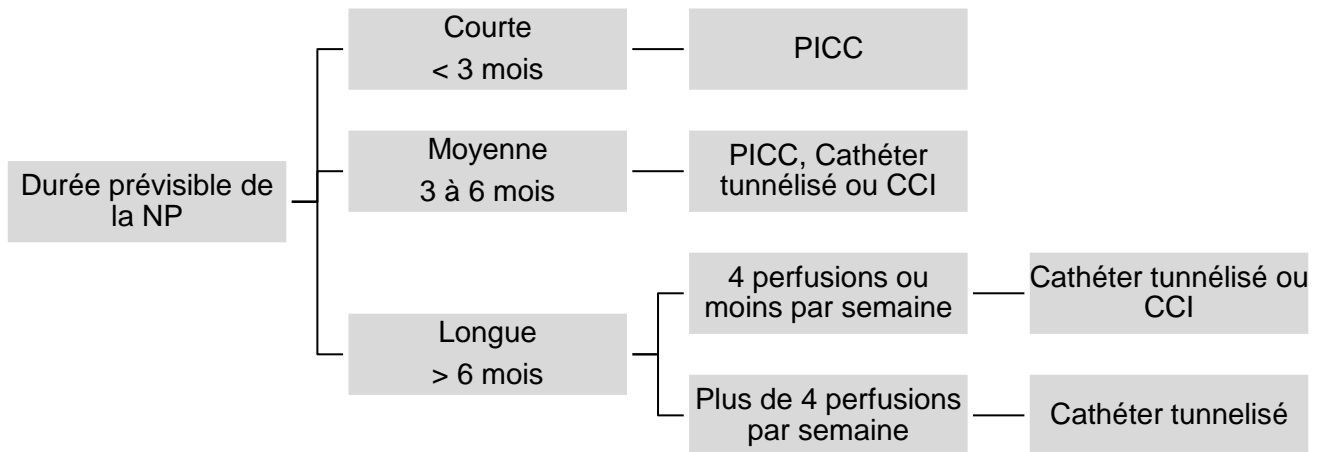 Durée prévisible de
la NP
Courte
< 3 mois
PICC
Moyenne
3 à 6 mois
PICC, Cathéter
tunnélisé ou CCI
Longue
> 6 mois
4 perfusions ou
moins par semaine
Cathéter tunnélisé ou
CCI
Plus de 4 perfusions
par semaine
Cathéter tunnelisé